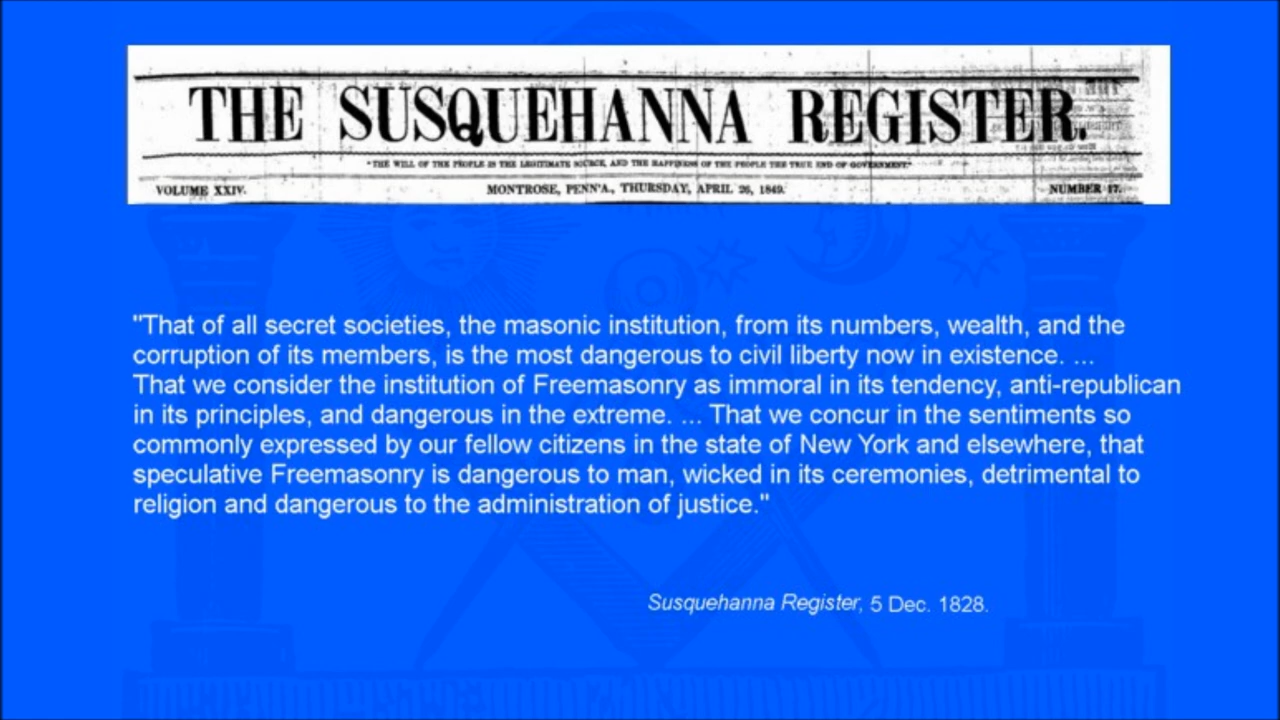 THE SUSQUEHANNA REGISTER.
"THE WILL OF THE PEOPLE IS THE LEGITIMATE SOURCE, AND THE HAPPINESS OF THE PEOPLE THE TRUE END OF GOVERNMENT."
VOLUME XXIV. MONTROSE, PENN'A., THURSDAY, APRIL 26, 1849. NUMBER 17.
"That of all secret societies, the masonic institution, from its numbers, wealth, and the
corruption of its members, is the most dangerous to civil liberty now in existence. ...
That we consider the institution of Freemasonry as immoral in its tendency, anti-republican
in its principles, and dangerous in the extreme. ... That we concur in the sentiments so
commonly expressed by our fellow citizens in the state of New York and elsewhere, that
speculative Freemasonry is dangerous to man, wicked in its ceremonies, detrimental to
religion and dangerous to the administration of justice."
Susquehanna Register, 5 Dec. 1828.